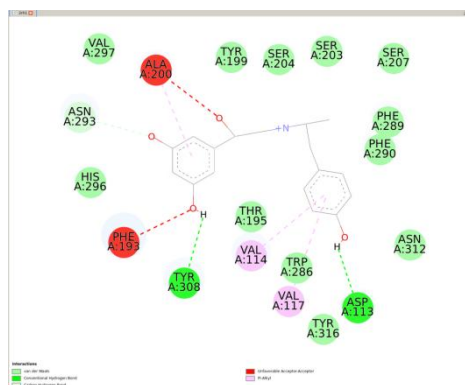 VAL
A:297
ALA
A:200
TYR
A:199
SER
A:204
SER
A:203
SER
A:207
ASN
A:293
O
+N
PHE
A:289
PHE
A:290
O
HIS
A:296
O
H
THR
A:195
VAL
A:114
TRP
A:286
O
H
ASN
A:312
PHE
A:193
TYR
A:308
VAL
A:117
ASP
A:113
TYR
A:316
Interactions
van der Waals
Conventional Hydrogen Bond
Unfavorable Acceptor-Acceptor
Pi-Alkyl